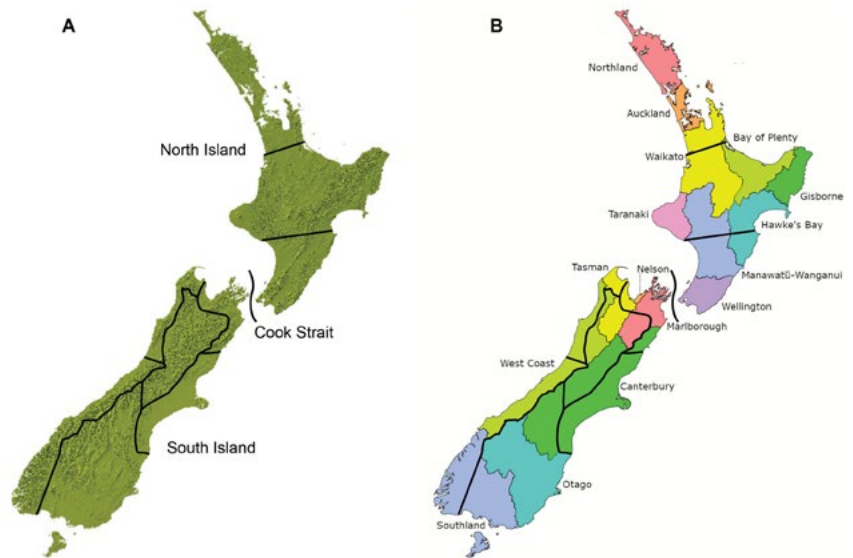 A
North Island
Cook Strait
South Island
B
Northland
Auckland
Bay of Plenty
Waikato
Gisborne
Taranaki
Hawke's Bay
Tasman
Nelson
Manawatū-Wanganui
Wellington
Marlborough
West Coast
Canterbury
Otago
Southland